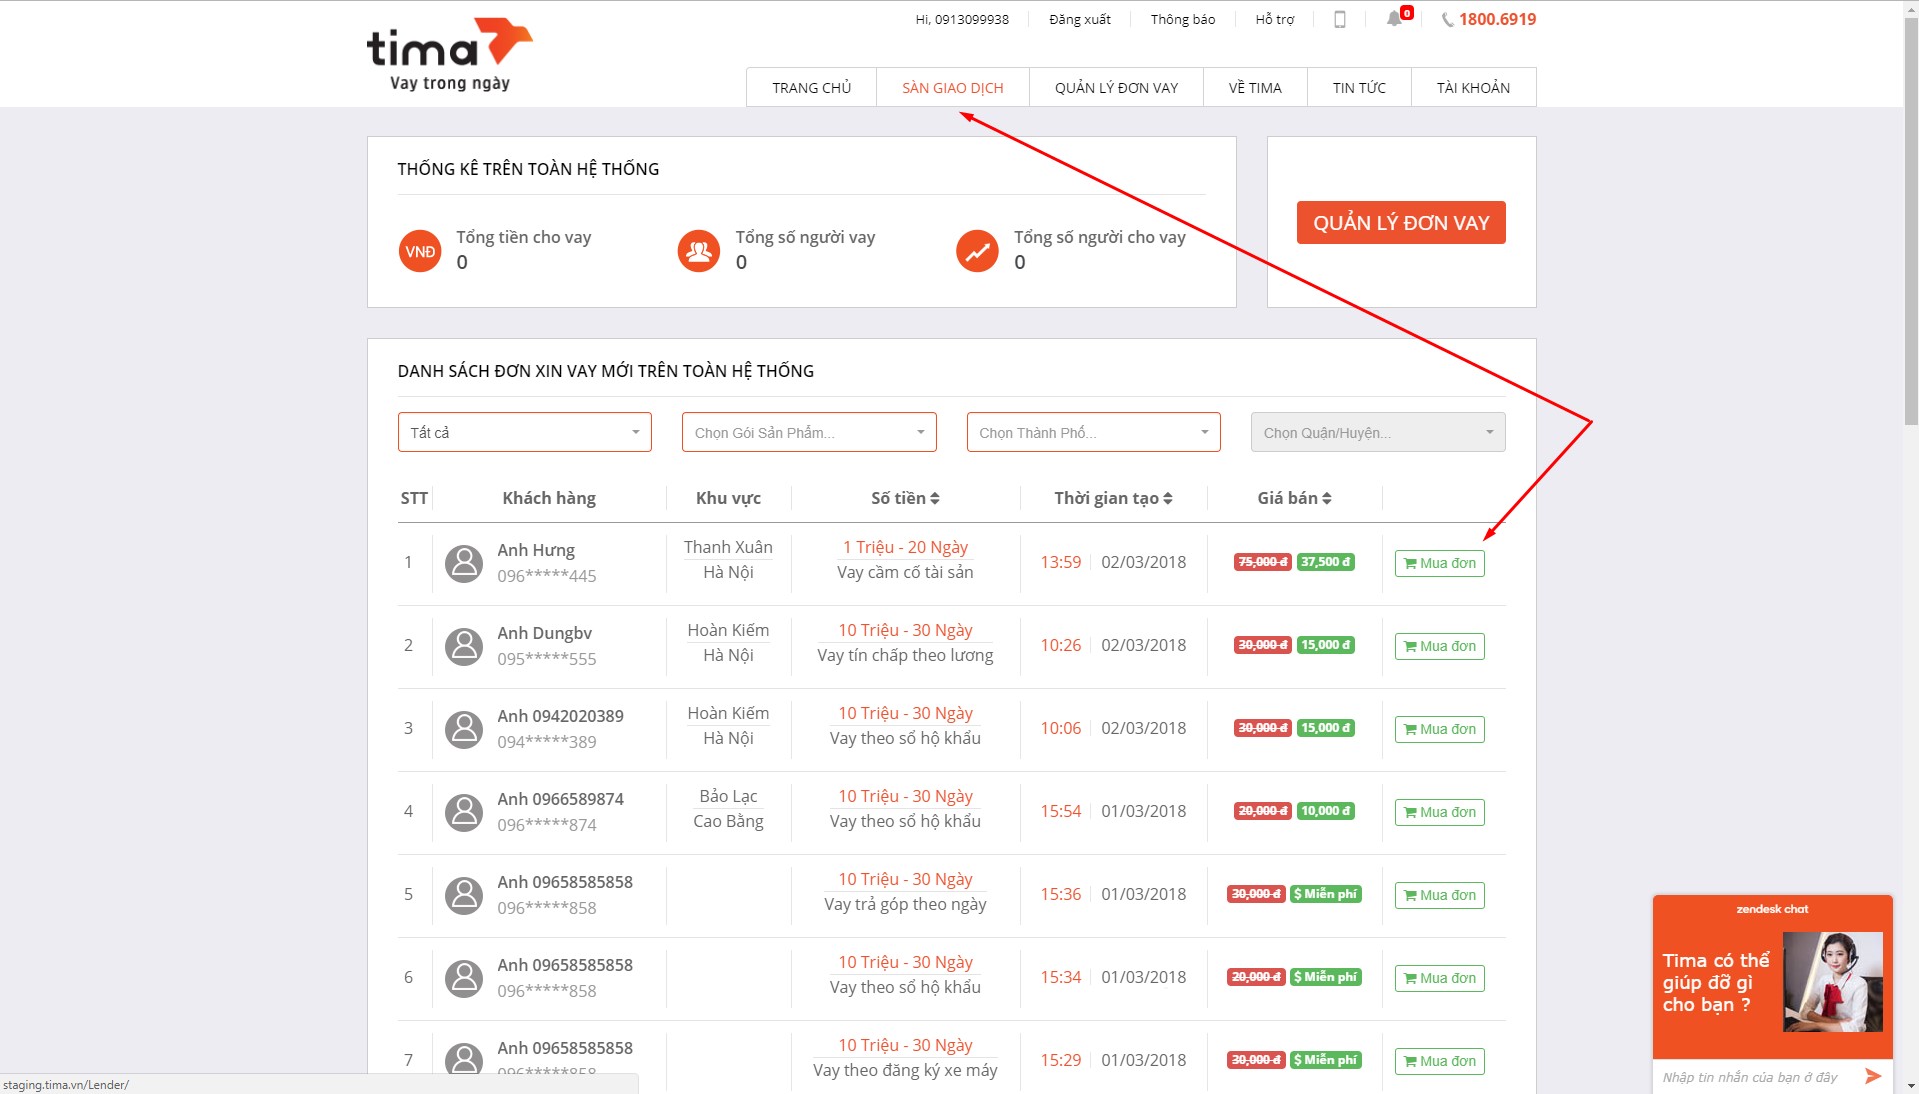 Hi, 0913099938
Đăng xuất
Thông báo
Hỗ trợ
0
1800.6919
tima
Vay trong ngày
TRANG CHỦ
SÀN GIAO DỊCH
QUẢN LÝ ĐƠN VAY
VỀ TIMA
TIN TỨC
TÀI KHOẢN
THỐNG KÊ TRÊN TOÀN HỆ THỐNG
VNĐ
Tổng tiền cho vay
0
Tổng số người vay
0
Tổng số người cho vay
0
QUẢN LÝ ĐƠN VAY
DANH SÁCH ĐƠN XIN VAY MỚI TRÊN TOÀN HỆ THỐNG
Tất cả
Chọn Gói Sản Phẩm...
Chọn Thành Phố...
Chọn Quận/Huyện...
STT
Khách hàng
Khu vực
Số tiền
Thời gian tạo
Giá bán
1
Anh Hưng
096*****445
Thanh Xuân
Hà Nội
1 Triệu - 20 Ngày
Vay cầm cố tài sản
13:59
02/03/2018
75,000 đ
37,500 đ
Mua đơn
2
Anh Dungbv
095*****555
Hoàn Kiếm
Hà Nội
10 Triệu - 30 Ngày
Vay tín chấp theo lương
10:26
02/03/2018
30,000 đ
15,000 đ
Mua đơn
3
Anh 0942020389
094*****389
Hoàn Kiếm
Hà Nội
10 Triệu - 30 Ngày
Vay theo sổ hộ khẩu
10:06
02/03/2018
30,000 đ
15,000 đ
Mua đơn
4
Anh 0966589874
096*****874
Bảo Lạc
Cao Bằng
10 Triệu - 30 Ngày
Vay theo sổ hộ khẩu
15:54
01/03/2018
20,000 đ
10,000 đ
Mua đơn
5
Anh 09658585858
096*****858
10 Triệu - 30 Ngày
Vay trả góp theo ngày
15:36
01/03/2018
30,000 đ
$ Miễn phí
Mua đơn
6
Anh 09658585858
096*****858
10 Triệu - 30 Ngày
Vay theo sổ hộ khẩu
15:34
01/03/2018
20,000 đ
$ Miễn phí
Mua đơn
7
Anh 09658585858
096*****858
10 Triệu - 30 Ngày
Vay theo đăng ký xe máy
15:29
01/03/2018
30,000 đ
$ Miễn phí
Mua đơn
zendesk chat
Tima có thể
giúp đỡ gì
cho bạn ?
Nhập tin nhắn của bạn ở đây
staging.tima.vn/Lender/